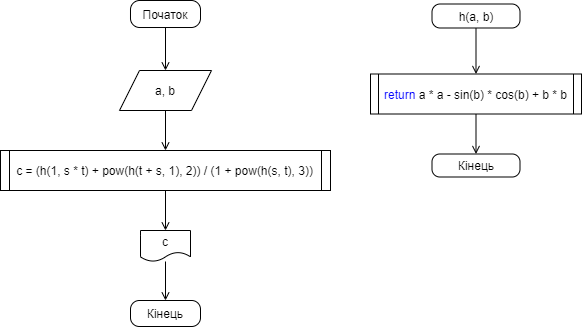 Початок
a, b
c = (h(1, s * t) + pow(h(t + s, 1), 2)) / (1 + pow(h(s, t), 3))
c
Кінець
h(a, b)
return a * a - sin(b) * cos(b) + b * b
Кінець